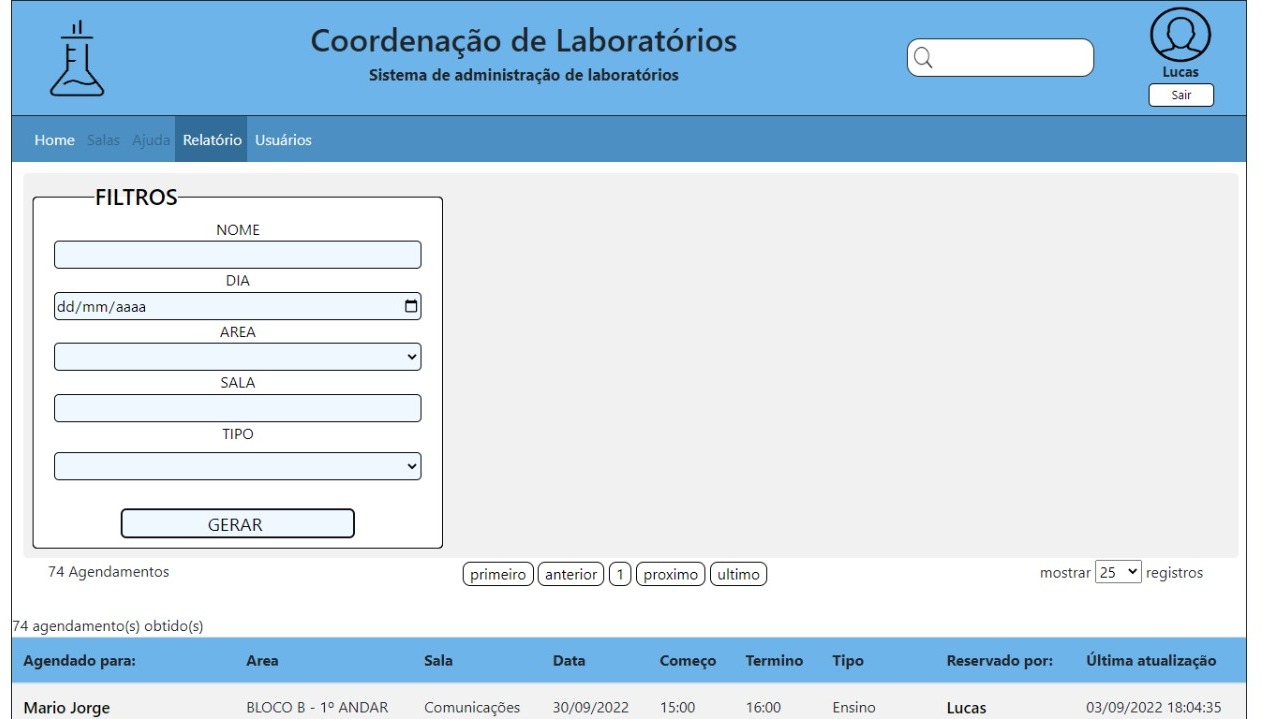 Coordenação de Laboratórios
Sistema de administração de laboratórios
Lucas
Sair
Home Salas Ajuda Relatório Usuários
FILTROS
NOME
DIA
dd/mm/aaaa
AREA
SALA
TIPO
GERAR
74 Agendamentos primeiro anterior 1 proximo ultimo mostrar 25 registros
74 agendamento(s) obtido(s)
Agendado para: Area Sala Data Começo Termino Tipo Reservado por: Última atualização
Mario Jorge BLOCO B - 1º ANDAR Comunicações 30/09/2022 15:00 16:00 Ensino Lucas 03/09/2022 18:04:35